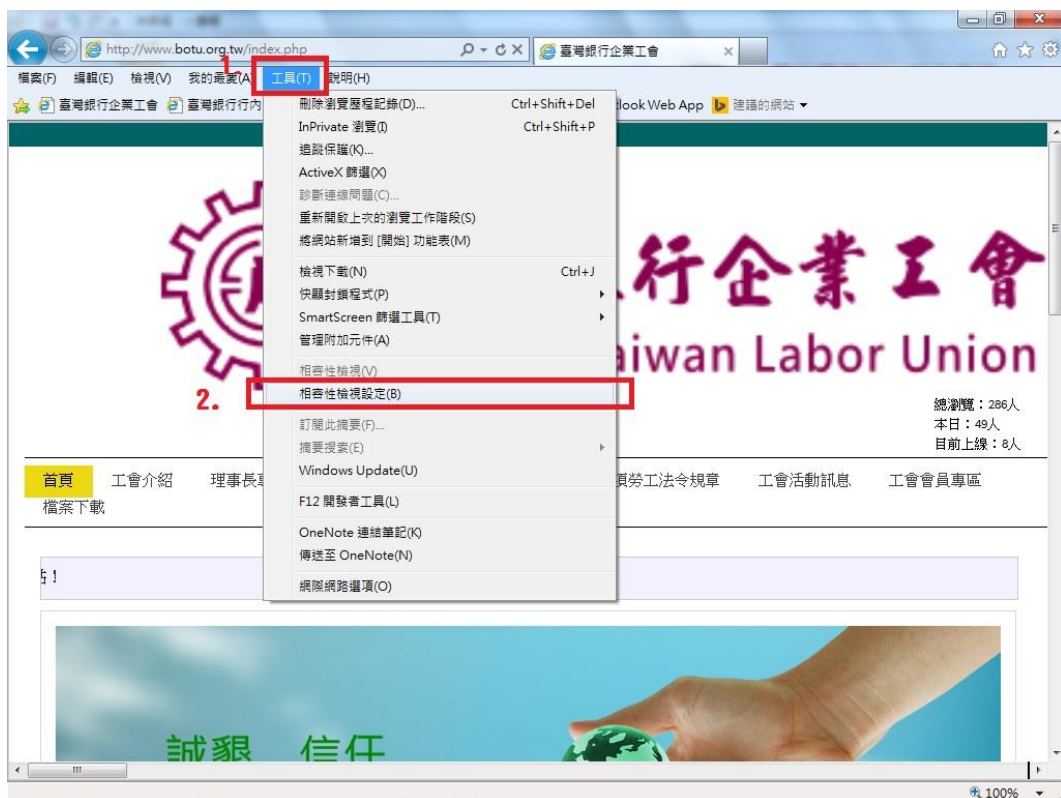 http://www.botu.org.tw/index.php
臺灣銀行企業工會
1.
檔案(F) 編輯(E) 檢視(V) 我的最愛(A) 工具(T) 說明(H)
臺灣銀行企業工會 臺灣銀行行內 look Web App 建議的網站
刪除瀏覽歷程記錄(D)... Ctrl+Shift+Del
InPrivate 瀏覽(I) Ctrl+Shift+P
追蹤保護(K)...
ActiveX 篩選(X)
診斷連線問題(C)...
重新開啟上次的瀏覽工作階段(S)
將網站新增到 [開始] 功能表(M)
檢視下載(N) Ctrl+J
快顯封鎖程式(P)
SmartScreen 篩選工具(T)
管理附加元件(A)
相容性檢視(V)
2.
相容性檢視設定(B)
訂閱此摘要(F)...
摘要搜索(E)
Windows Update(U)
F12 開發者工具(L)
OneNote 連結筆記(K)
傳送至 OneNote(N)
網際網路選項(O)
行企業工會
aiwan Labor Union
總瀏覽：286人
本日：49人
目前上線：8人
首頁 工會介紹 理事長 勞工法令規章 工會活動訊息 工會會員專區
檔案下載
！
誠懇 信任
100%